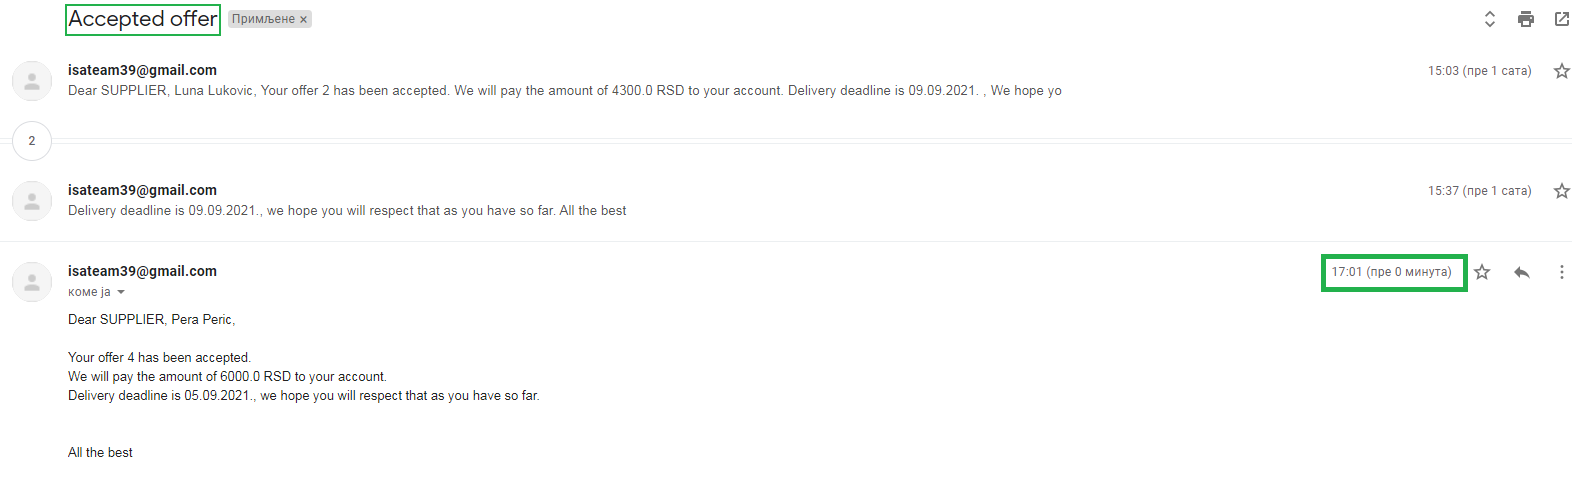 Accepted offer Примљене ×
isateam39@gmail.com 15:03 (пре 1 сата)
Dear SUPPLIER, Luna Lukovic, Your offer 2 has been accepted. We will pay the amount of 4300.0 RSD to your account. Delivery deadline is 09.09.2021. , We hope yo
2
isateam39@gmail.com 15:37 (пре 1 сата)
Delivery deadline is 09.09.2021., we hope you will respect that as you have so far. All the best
isateam39@gmail.com 17:01 (пре 0 минута)
коме ја
Dear SUPPLIER, Pera Peric,
Your offer 4 has been accepted.
We will pay the amount of 6000.0 RSD to your account.
Delivery deadline is 05.09.2021., we hope you will respect that as you have so far.
All the best